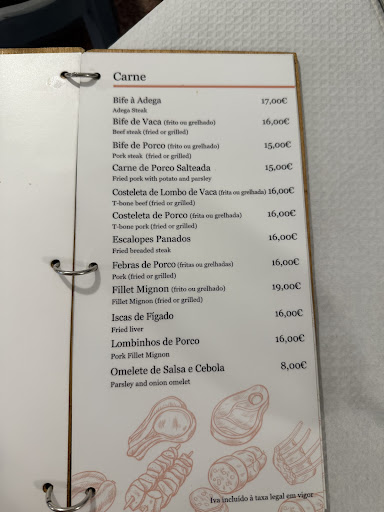 Carne
Bife à Adega 17,00€
Adega Steak
Bife de Vaca (frito ou grelhado) 16,00€
Beef steak (fried or grilled)
Bife de Porco (frito ou grelhado) 15,00€
Pork steak (fried or grilled)
Carne de Porco Salteada 15,00€
Fried pork with potato and parsley
Costeleta de Lombo de Vaca (frita ou grelhada) 16,00€
T-bone beef (fried or grilled)
Costeleta de Porco (frita ou grelhada) 16,00€
T-bone pork (fried or grilled)
Escalopes Panados 16,00€
Fried breaded steak
Febras de Porco (fritas ou grelhadas) 16,00€
Pork (fried or grilled)
Fillet Mignon (frito ou grelhado) 19,00€
Fillet Mignon (fried or grilled)
Iscas de Fígado 16,00€
Fried liver
Lombinhos de Porco 16,00€
Pork Fillet Mignon
Omelete de Salsa e Cebola 8,00€
Parsley and onion omelet
Iva incluído à taxa legal em vigor